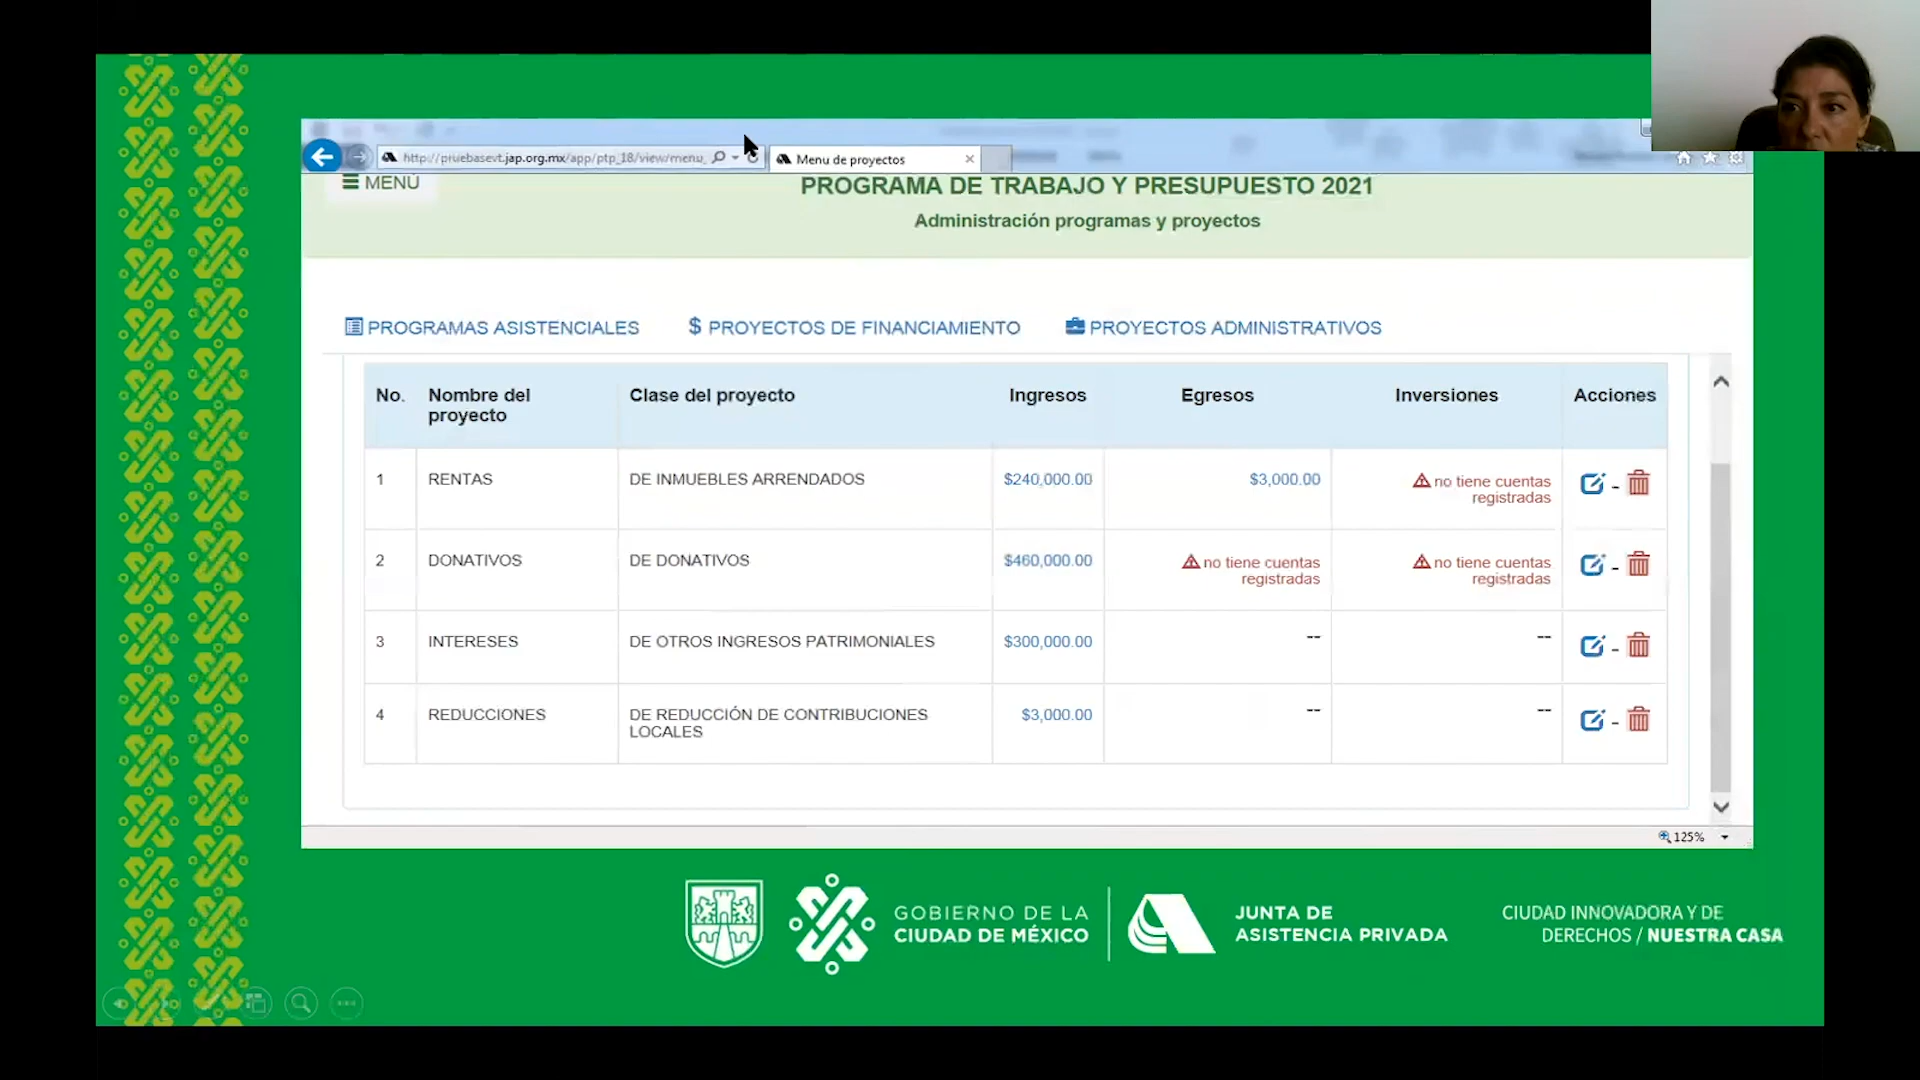 http://pruebasevt.jap.org.mx/app/ptp_18/view/menu_
Menu de proyectos
MENÚ
PROGRAMA DE TRABAJO Y PRESUPUESTO 2021
Administración programas y proyectos
PROGRAMAS ASISTENCIALES $ PROYECTOS DE FINANCIAMIENTO PROYECTOS ADMINISTRATIVOS
No. Nombre del proyecto Clase del proyecto Ingresos Egresos Inversiones Acciones
1 RENTAS DE INMUEBLES ARRENDADOS $240,000.00 $3,000.00 no tiene cuentas registradas -
2 DONATIVOS DE DONATIVOS $460,000.00 no tiene cuentas registradas no tiene cuentas registradas -
3 INTERESES DE OTROS INGRESOS PATRIMONIALES $300,000.00 -- -- -
4 REDUCCIONES DE REDUCCIÓN DE CONTRIBUCIONES LOCALES $3,000.00 -- -- -
125%
GOBIERNO DE LA
CIUDAD DE MÉXICO
JUNTA DE
ASISTENCIA PRIVADA
CIUDAD INNOVADORA Y DE
DERECHOS / NUESTRA CASA